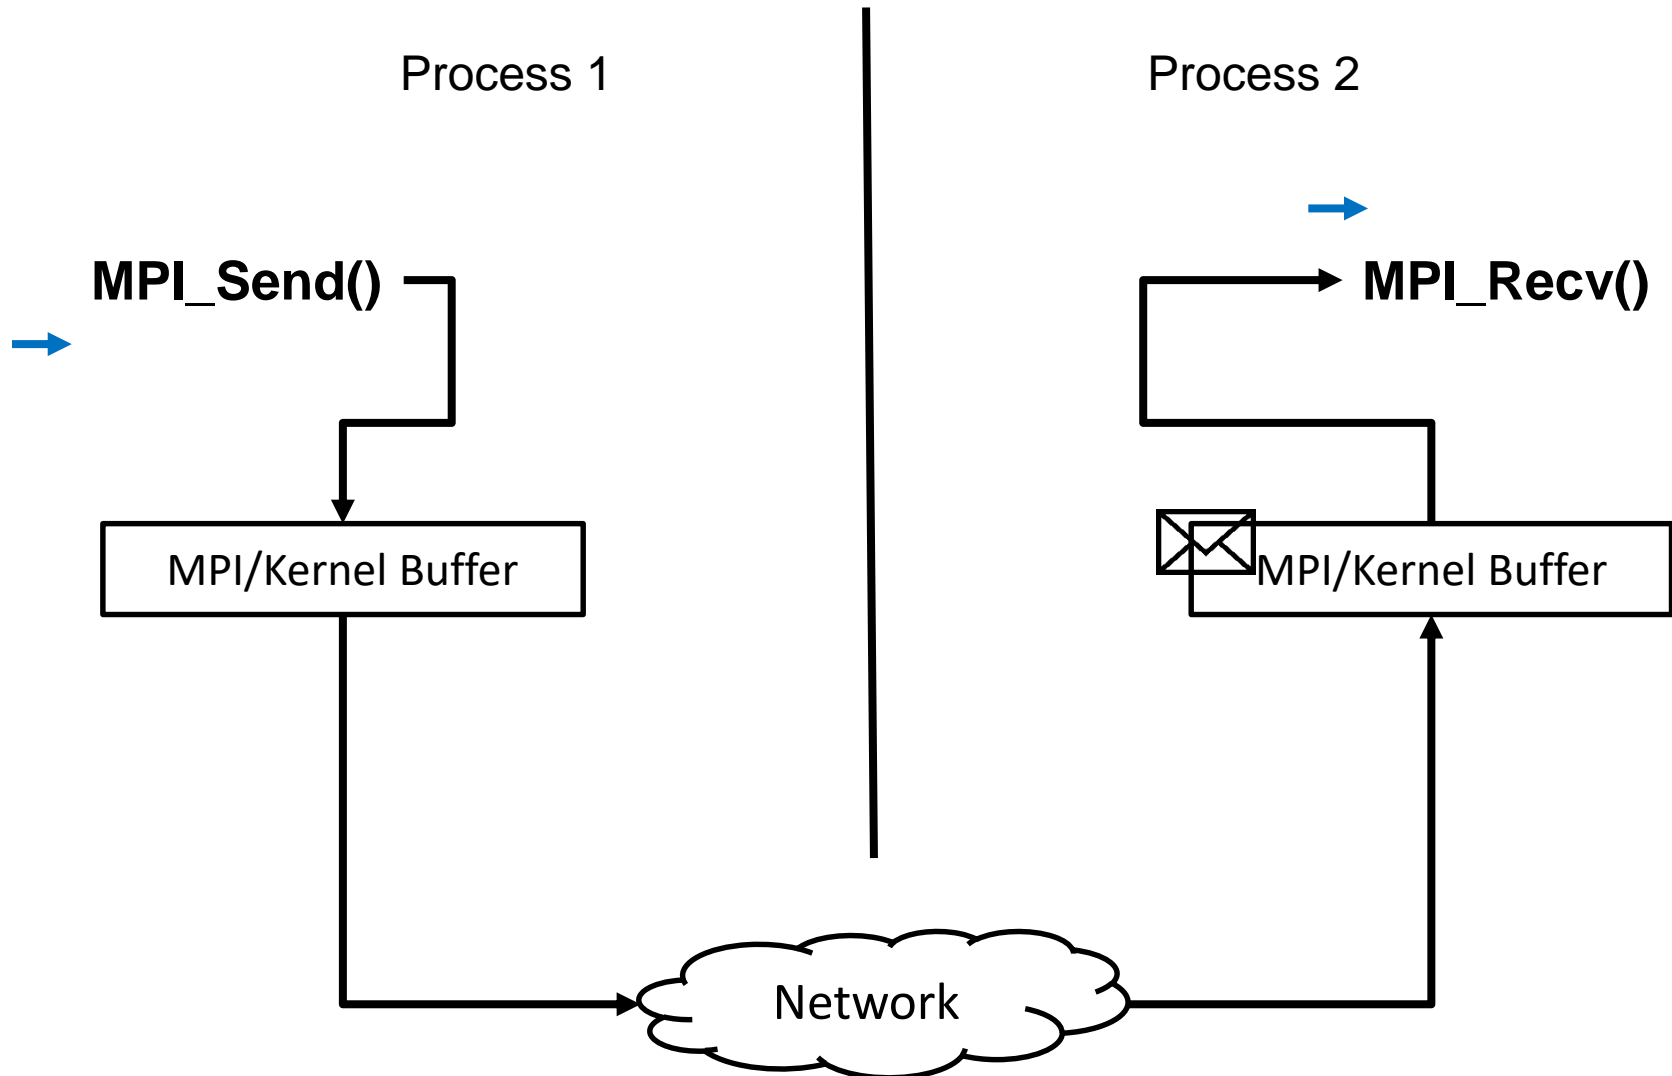 Process 1
Process 2
MPI_Send()
MPI_Recv()
MPI/Kernel Buffer
MPI/Kernel Buffer
Network